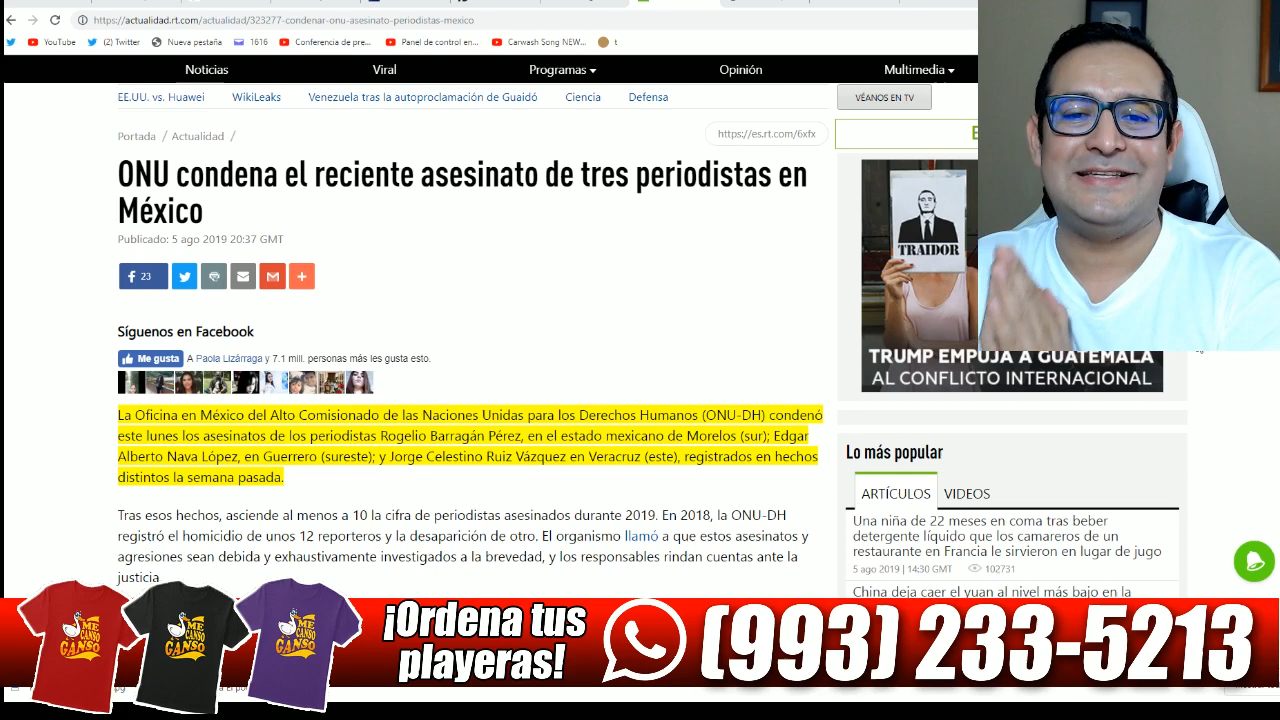 https://actualidad.rt.com/actualidad/323277-condenar-onu-asesinato-periodistas-mexico
YouTube (2) Twitter Nueva pestaña 1616 Conferencia de pre... Panel de control en... Carwash Song NEW... t
Noticias Viral Programas Opinión Multimedia
EE.UU. vs. Huawei WikiLeaks Venezuela tras la autoproclamación de Guaidó Ciencia Defensa
VÉANOS EN TV
Portada / Actualidad /
https://es.rt.com/6xfx
E
ONU condena el reciente asesinato de tres periodistas en
México
Publicado: 5 ago 2019 20:37 GMT
23
Síguenos en Facebook
Me gusta A Paola Lizárraga y 7.1 mill. personas más les gusta esto.
La Oficina en México del Alto Comisionado de las Naciones Unidas para los Derechos Humanos (ONU-DH) condenó
este lunes los asesinatos de los periodistas Rogelio Barragán Pérez, en el estado mexicano de Morelos (sur); Edgar
Alberto Nava López, en Guerrero (sureste); y Jorge Celestino Ruiz Vázquez en Veracruz (este), registrados en hechos
distintos la semana pasada.
Tras esos hechos, asciende al menos a 10 la cifra de periodistas asesinados durante 2019. En 2018, la ONU-DH
registró el homicidio de unos 12 reporteros y la desaparición de otro. El organismo llamó a que estos asesinatos y
agresiones sean debida y exhaustivamente investigados a la brevedad, y los responsables rindan cuentas ante la
justicia
TRAIDOR
TRUMP EMPUJA A GUATEMALA
AL CONFLICTO INTERNACIONAL
Lo más popular
ARTÍCULOS VIDEOS
Una niña de 22 meses en coma tras beber
detergente líquido que los camareros de un
restaurante en Francia le sirvieron en lugar de jugo
5 ago 2019 | 14:30 GMT 102731
China deja caer el yuan al nivel más bajo en la
ME
CANSO
GANSO
ME
CANSO
GANSO
ME
CANSO
GANSO
¡Ordena tus
playeras!
(993) 233-5213